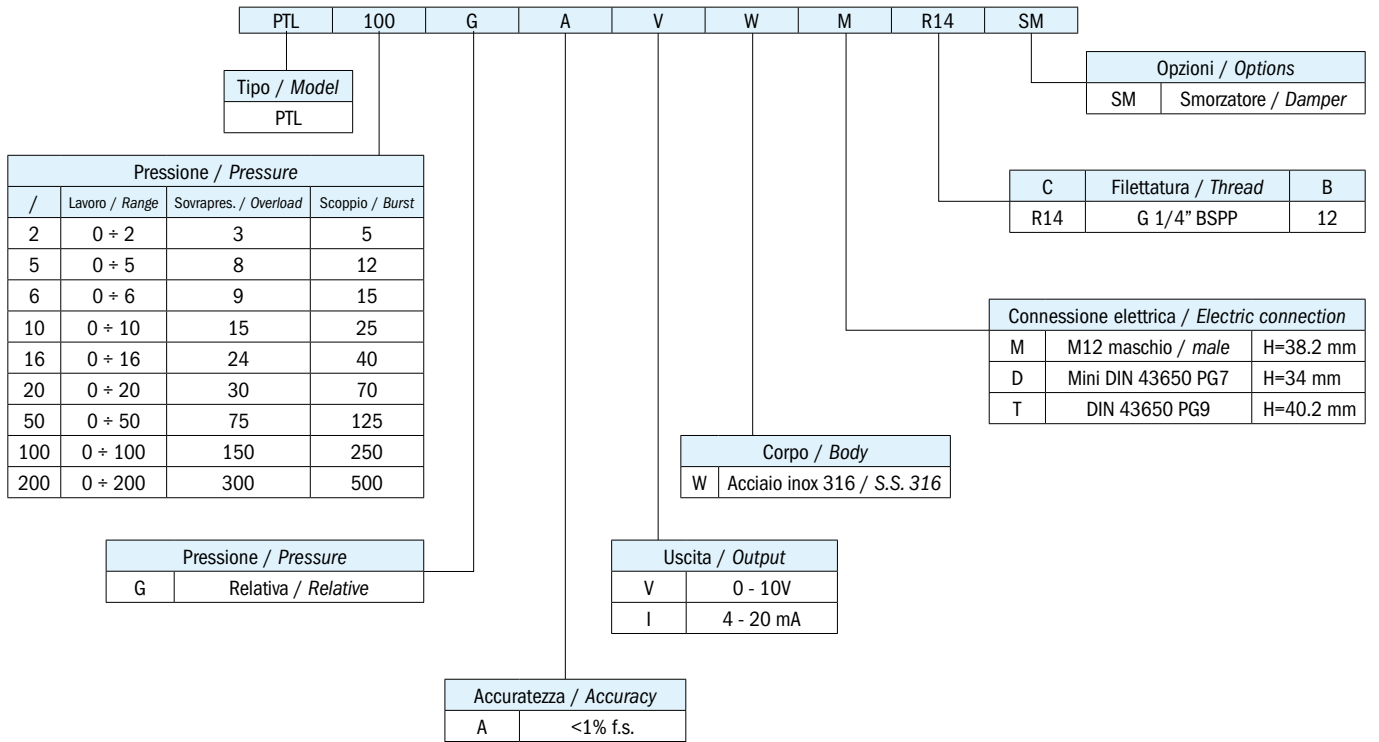 PTL 100 G A V W M R14 SM
Tipo / Model
PTL
Opzioni / Options
SM Smorzatore / Damper
Pressione / Pressure
/ Lavoro / Range Sovrapres. / Overload Scoppio / Burst
2 0 ÷ 2 3 5
5 0 ÷ 5 8 12
6 0 ÷ 6 9 15
10 0 ÷ 10 15 25
16 0 ÷ 16 24 40
20 0 ÷ 20 30 70
50 0 ÷ 50 75 125
100 0 ÷ 100 150 250
200 0 ÷ 200 300 500
C Filettatura / Thread B
R14 G 1/4” BSPP 12
Connessione elettrica / Electric connection
M M12 maschio / male H=38.2 mm
D Mini DIN 43650 PG7 H=34 mm
T DIN 43650 PG9 H=40.2 mm
Corpo / Body
W Acciaio inox 316 / S.S. 316
Pressione / Pressure
G Relativa / Relative
Uscita / Output
V 0 - 10V
I 4 - 20 mA
Accuratezza / Accuracy
A <1% f.s.